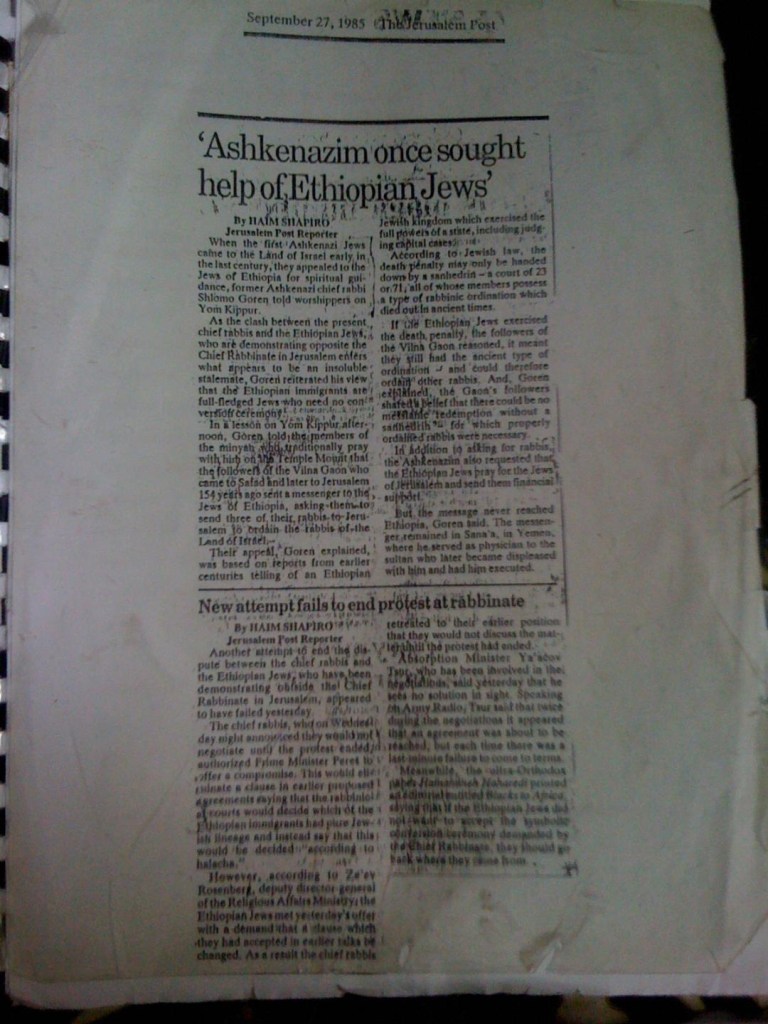 September 27, 1985 The Jerusalem Post
'Ashkenazim once sought
help of Ethiopian Jews'
By HAIM SHAPIRO
Jerusalem Post Reporter
When the first Ashkenazi Jews
came to the Land of Israel early in
the last century, they appealed to the
Jews of Ethiopia for spiritual gui-
dance, former Ashkenazi chief rabbi
Shlomo Goren told worshippers on
Yom Kippur.
As the clash between the present
chief rabbis and the Ethiopian Jews,
who are demonstrating opposite the
Chief Rabbinate in Jerusalem enters
what appears to be an insoluble
stalemate, Goren reiterated his view
that the Ethiopian immigrants are
full-fledged Jews who need no con-
version ceremony.
In a lesson on Yom Kippur after-
noon, Goren told the members of
the minyan who traditionally pray
with him on the Temple Mount that
the followers of the Vilna Gaon who
came to Safad and later to Jerusalem
154 years ago sent a messenger to the
Jews of Ethiopia, asking them to
send three of their rabbis to Jeru-
salem to ordain the rabbis of the
Land of Israel.
Their appeal, Goren explained,
was based on reports from earlier
centuries telling of an Ethiopian
Jewish kingdom which exercised the
full powers of a state, including judg-
ing capital cases.
According to Jewish law, the
death penalty may only be handed
down by a sanhedrin – a court of 23
or 71, all of whose members possess
a type of rabbinic ordination which
died out in ancient times.
If the Ethiopian Jews exercised
the death penalty, the followers of
the Vilna Gaon reasoned, it meant
they still had the ancient type of
ordination – and could therefore
ordain other rabbis. And, Goren
explained, the Gaon's followers
shared a belief that there could be no
messianic redemption without a
sanhedrin – for which properly
ordained rabbis were necessary.
In addition to asking for rabbis,
the Ashkenazim also requested that
the Ethiopian Jews pray for the Jews
of Jerusalem and send them financial
support.
But the message never reached
Ethiopia, Goren said. The messen-
ger remained in Sana'a, in Yemen,
where he served as physician to the
sultan who later became displeased
with him and had him executed.
New attempt fails to end protest at rabbinate
By HAIM SHAPIRO
Jerusalem Post Reporter
Another attempt to end the dis-
pute between the chief rabbis and
the Ethiopian Jews, who have been
demonstrating outside the Chief
Rabbinate in Jerusalem, appeared
to have failed yesterday.
The chief rabbis, who on Wednes-
day night announced they would not
negotiate until the protest ended,
authorized Prime Minister Peres to
offer a compromise. This would eli-
minate a clause in earlier proposed
agreements saying that the rabbinic
courts would decide which of the
Ethiopian immigrants had pure Jew-
ish lineage and instead say that this
would be decided "according to
halacha."
However, according to Ze'ev
Rosenberg, deputy director-general
of the Religious Affairs Ministry, the
Ethiopian Jews met yesterday's offer
with a demand that a clause which
they had accepted in earlier talks be
changed. As a result the chief rabbis
retreated to their earlier position
that they would not discuss the mat-
ter until the protest had ended.
Absorption Minister Ya'acov
Tsur, who has been involved in the
negotiations, said yesterday that he
sees no solution in sight. Speaking
on Army Radio, Tsur said that twice
during the negotiations it appeared
that an agreement was about to be
reached, but each time there was a
last minute failure to come to terms.
Meanwhile, the ultra-Orthodox
paper printed
an editorial entitled Blacks to Africa,
saying that if the Ethiopian Jews did
not want to accept the symbolic
conversion ceremony demanded by
the Chief Rabbinate, they should go
back where they came from.